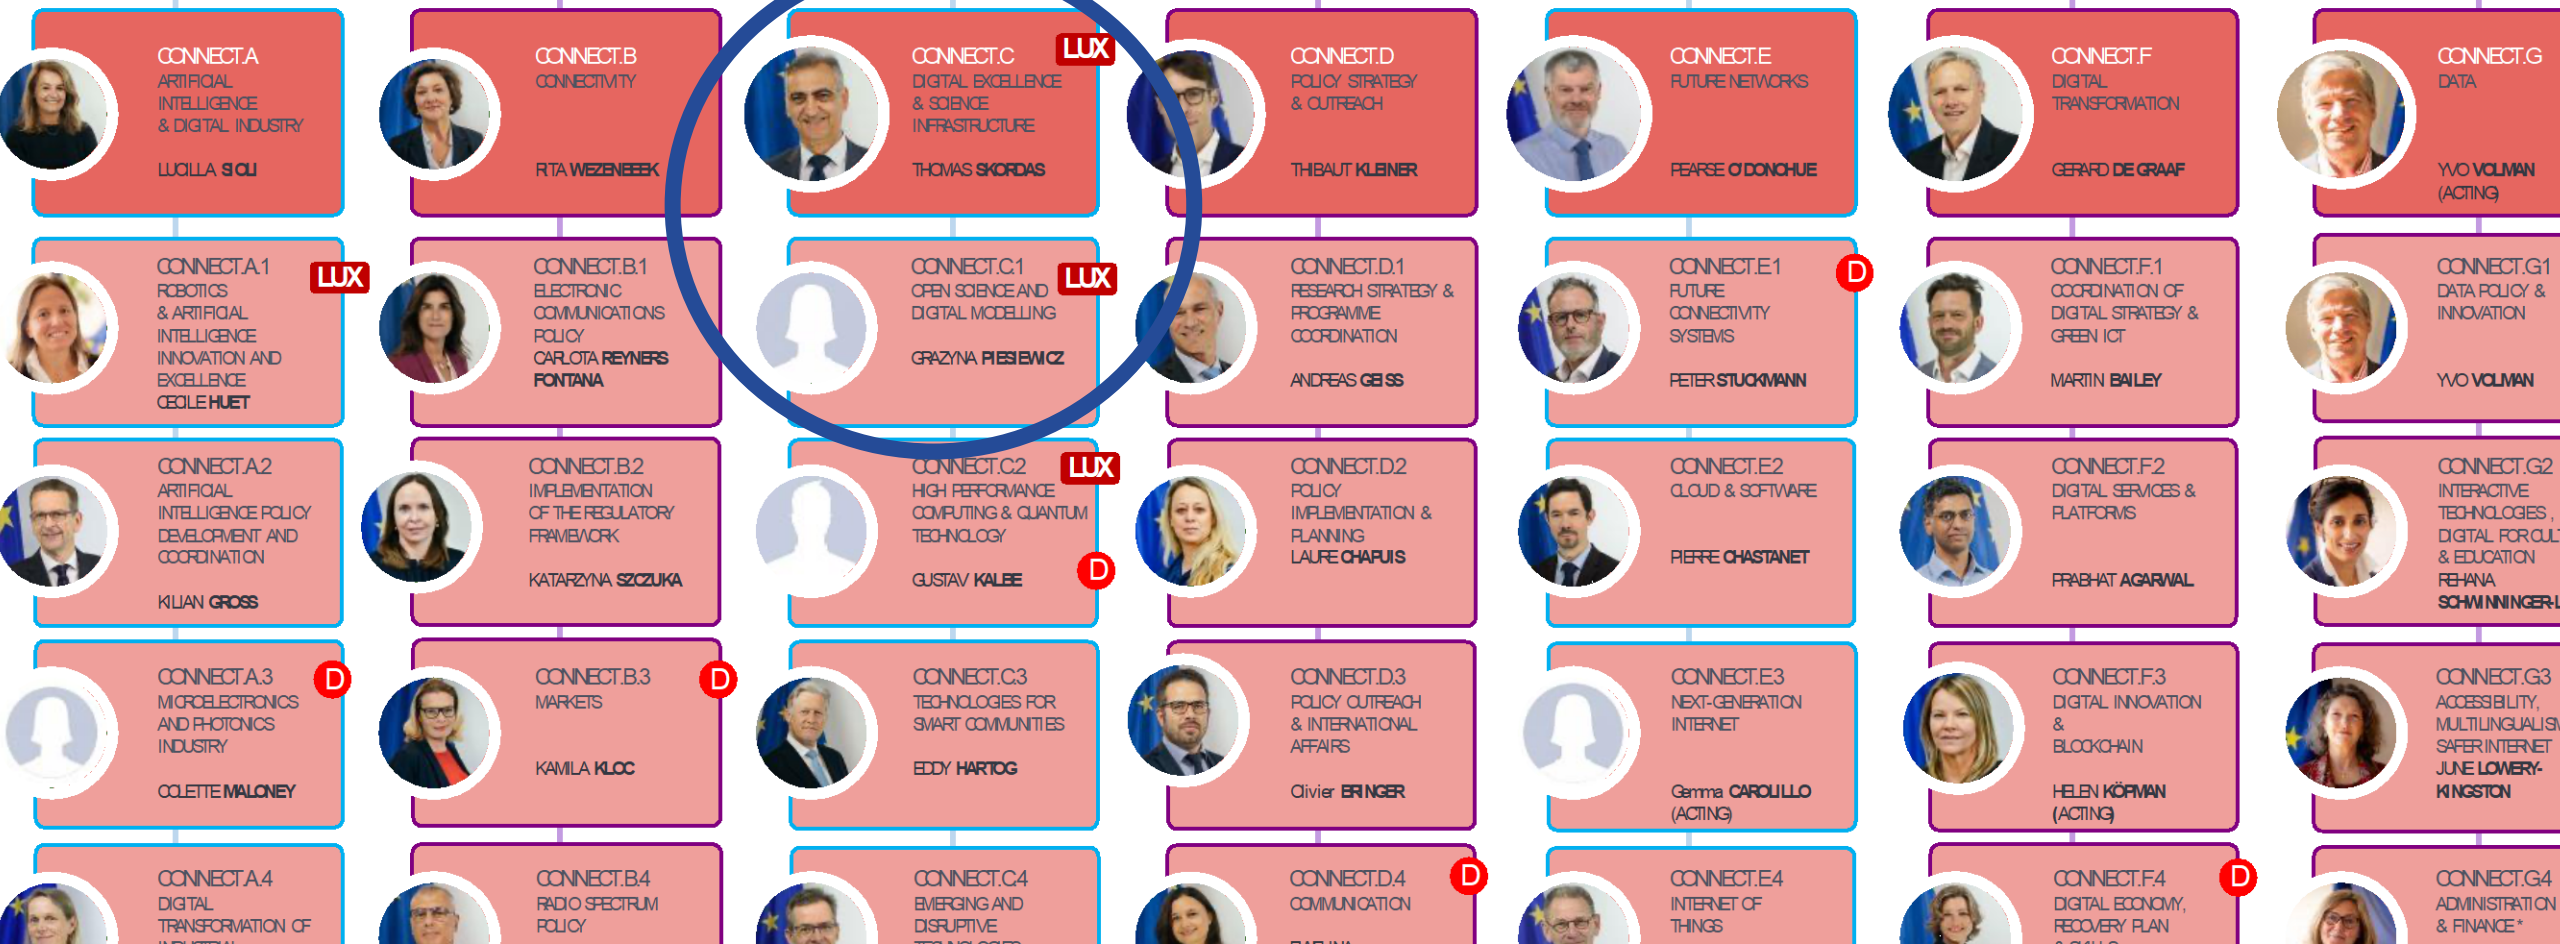 CONNECT.A
ARTIFICIAL
INTELLIGENCE
& DIGITAL INDUSTRY
LUCILLA SIOLI
CONNECT.B
CONNECTIVITY
RITA WEZENBEEK
CONNECT.C
LUX
DIGITAL EXCELLENCE
& SCIENCE
INFRASTRUCTURE
THOMAS SKORDAS
CONNECT.D
POLICY STRATEGY
& OUTREACH
THIBAUT KLEINER
CONNECT.E
FUTURE NETWORKS
PEARSE O'DONOHUE
CONNECT.F
DIGITAL
TRANSFORMATION
GERARD DE GRAAF
CONNECT.G
DATA
YVO VOLMAN
(ACTING)
CONNECT.A.1
LUX
ROBOTICS
& ARTIFICIAL
INTELLIGENCE
INNOVATION AND
EXCELLENCE
CECILE HUET
CONNECT.B.1
ELECTRONIC
COMMUNICATIONS
POLICY
CARLOTA REYNERS
FONTANA
CONNECT.C.1
LUX
OPEN SCIENCE AND
DIGITAL MODELLING
GRAZYNA PIESIEWICZ
CONNECT.D.1
RESEARCH STRATEGY &
PROGRAMME
COORDINATION
ANDREAS GEISS
CONNECT.E.1
D
FUTURE
CONNECTIVITY
SYSTEMS
PETER STUCKMANN
CONNECT.F.1
COORDINATION OF
DIGITAL STRATEGY &
GREEN ICT
MARTIN BAILEY
CONNECT.G1
DATA POLICY &
INNOVATION
YVO VOLMAN
CONNECT.A.2
ARTIFICIAL
INTELLIGENCE POLICY
DEVELOPMENT AND
COORDINATION
KILIAN GROSS
CONNECT.B.2
IMPLEMENTATION
OF THE REGULATORY
FRAMEWORK
KATARZYNA SZCZUKA
CONNECT.C.2
LUX
HIGH PERFORMANCE
COMPUTING & QUANTUM
TECHNOLOGY
D
GUSTAV KALBE
CONNECT.D.2
POLICY
IMPLEMENTATION &
PLANNING
LAURE CHAPUIS
CONNECT.E.2
CLOUD & SOFTWARE
PIERRE CHASTANET
CONNECT.F.2
DIGITAL SERVICES &
PLATFORMS
PRABHAT AGARWAL
CONNECT.G2
INTERACTIVE
TECHNOLOGIES ,
DIGITAL FOR CULT
& EDUCATION
REHANA
SCHWINNINGER-L
CONNECT.A.3
D
MICROELECTRONICS
AND PHOTONICS
INDUSTRY
COLETTE MALONEY
CONNECT.B.3
D
MARKETS
KAMILA KLOC
CONNECT.C.3
TECHNOLOGIES FOR
SMART COMMUNITIES
EDDY HARTOG
CONNECT.D.3
POLICY OUTREACH
& INTERNATIONAL
AFFAIRS
Olivier BRINGER
CONNECT.E.3
NEXT-GENERATION
INTERNET
Gemma CAROLILLO
(ACTING)
CONNECT.F.3
DIGITAL INNOVATION
&
BLOCKCHAIN
HELEN KÖPMAN
(ACTING)
CONNECT.G3
ACCESSIBILITY,
MULTILINGUALISM
SAFER INTERNET
JUNE LOWERY-
KINGSTON
CONNECT.A.4
DIGITAL
TRANSFORMATION OF
CONNECT.B.4
RADIO SPECTRUM
POLICY
CONNECT.C.4
EMERGING AND
DISRUPTIVE
CONNECT.D.4
D
COMMUNICATION
CONNECT.E.4
INTERNET OF
THINGS
CONNECT.F.4
D
DIGITAL ECONOMY,
RECOVERY PLAN
CONNECT.G4
ADMINISTRATION
& FINANCE *